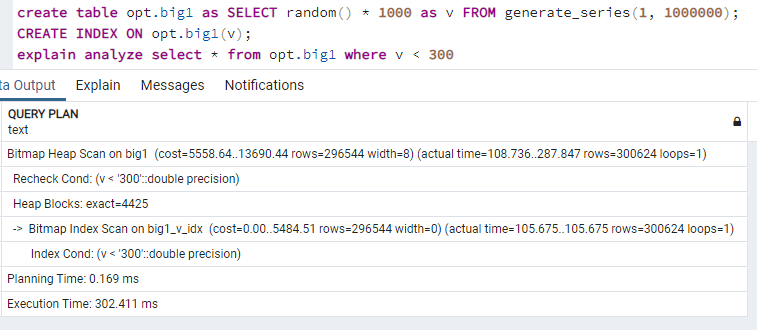 create table opt.big1 as SELECT random() * 1000 as v FROM generate_series(1, 1000000);
CREATE INDEX ON opt.big1(v);
explain analyze select * from opt.big1 where v < 300
ta Output Explain Messages Notifications
QUERY PLAN
text
Bitmap Heap Scan on big1 (cost=5558.64..13690.44 rows=296544 width=8) (actual time=108.736..287.847 rows=300624 loops=1)
Recheck Cond: (v < '300'::double precision)
Heap Blocks: exact=4425
-> Bitmap Index Scan on big1_v_idx (cost=0.00..5484.51 rows=296544 width=0) (actual time=105.675..105.675 rows=300624 loops=1)
Index Cond: (v < '300'::double precision)
Planning Time: 0.169 ms
Execution Time: 302.411 ms